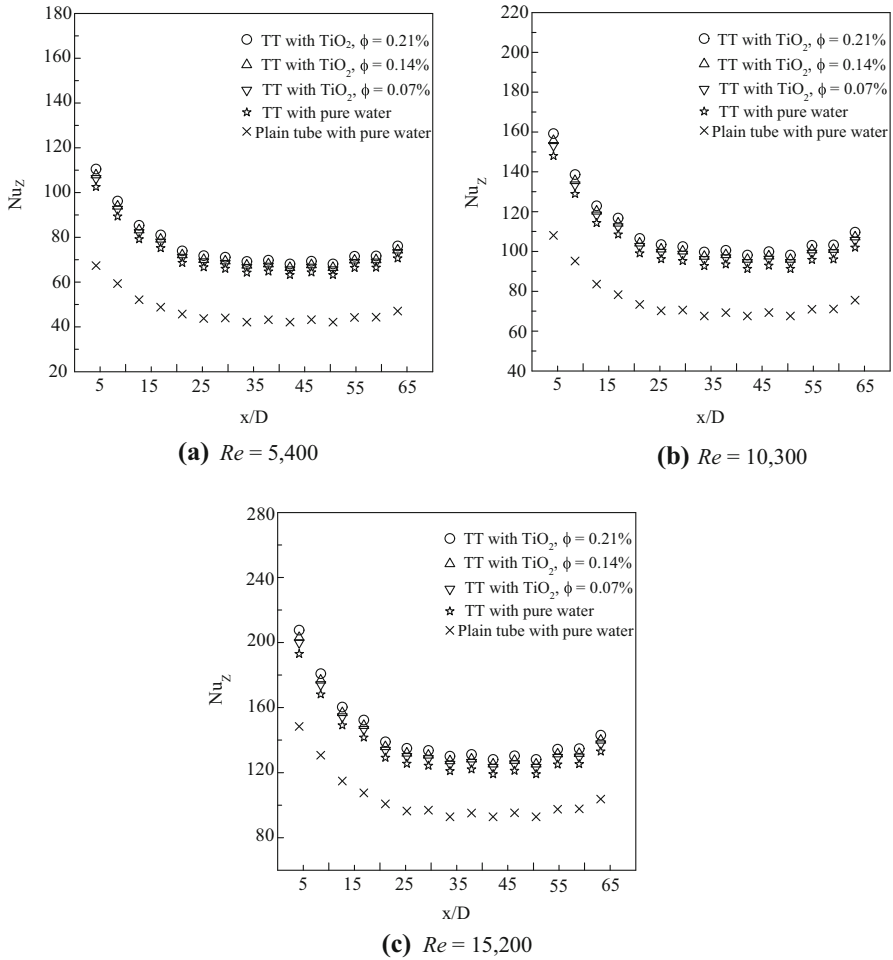 180
160
140
120
100
80
60
40
20
Nu_Z
○ TT with TiO₂, ϕ = 0.21%
△ TT with TiO₂, ϕ = 0.14%
▽ TT with TiO₂, ϕ = 0.07%
☆ TT with pure water
× Plain tube with pure water
5 15 25 35 45 55 65
x/D
(a) Re = 5,400
220
200
180
160
140
120
100
80
60
40
Nu_Z
○ TT with TiO₂, ϕ = 0.21%
△ TT with TiO₂, ϕ = 0.14%
▽ TT with TiO₂, ϕ = 0.07%
☆ TT with pure water
× Plain tube with pure water
5 15 25 35 45 55 65
x/D
(b) Re = 10,300
280
240
200
160
120
80
Nu_Z
○ TT with TiO₂, ϕ = 0.21%
△ TT with TiO₂, ϕ = 0.14%
▽ TT with TiO₂, ϕ = 0.07%
☆ TT with pure water
× Plain tube with pure water
5 15 25 35 45 55 65
x/D
(c) Re = 15,200